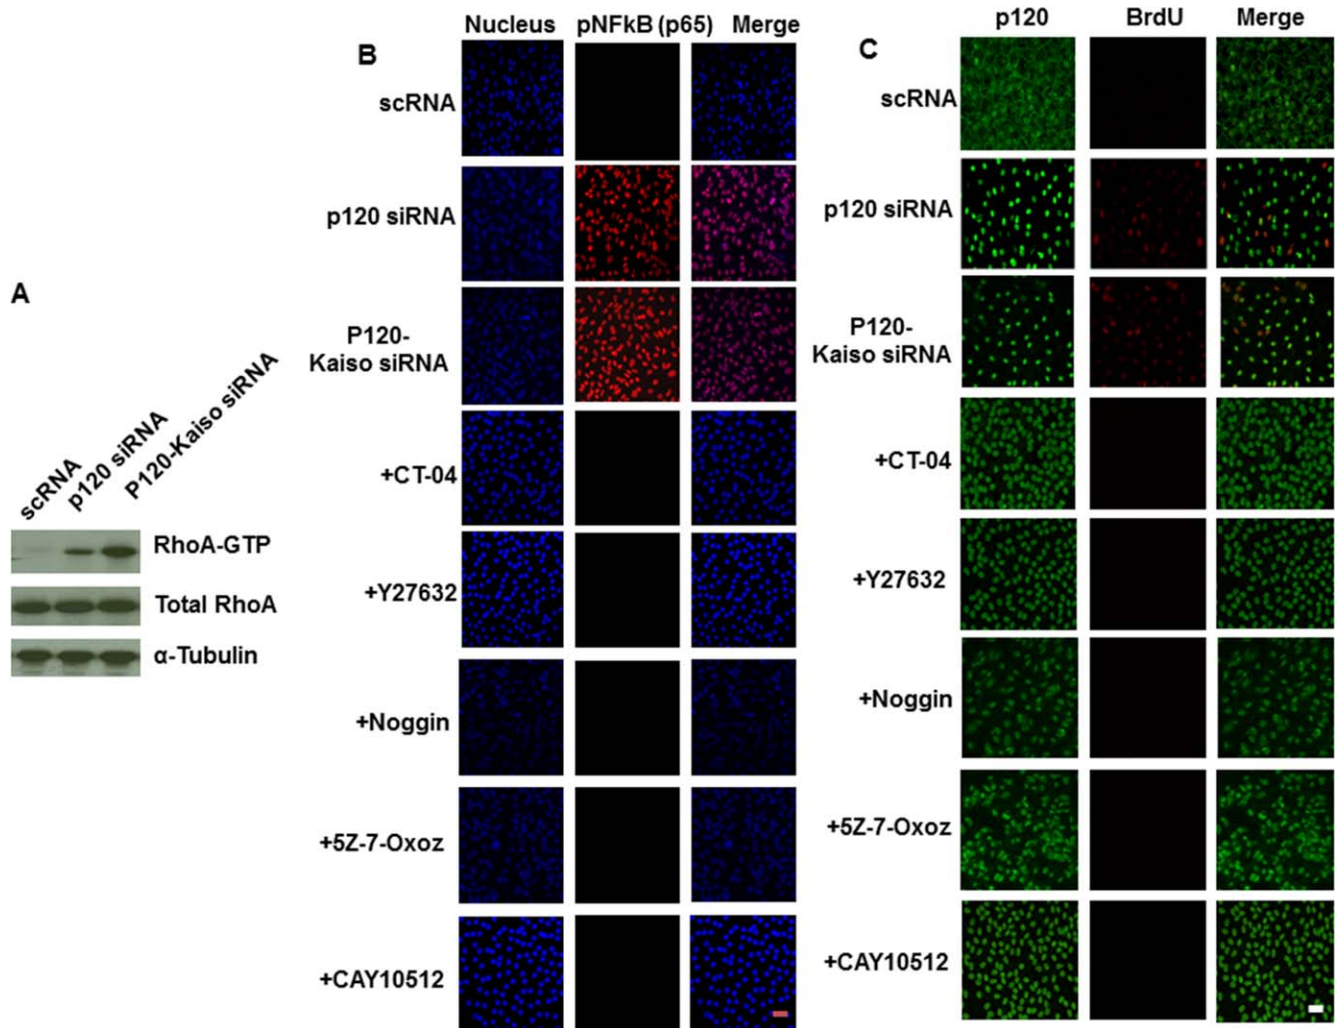 A
scRNA
p120 siRNA
P120-Kaiso siRNA
RhoA-GTP
Total RhoA
α-Tubulin
B
Nucleus pNFkB (p65) Merge
scRNA
p120 siRNA
P120-
Kaiso siRNA
+CT-04
+Y27632
+Noggin
+5Z-7-Oxoz
+CAY10512
C
p120 BrdU Merge
scRNA
p120 siRNA
P120-
Kaiso siRNA
+CT-04
+Y27632
+Noggin
+5Z-7-Oxoz
+CAY10512